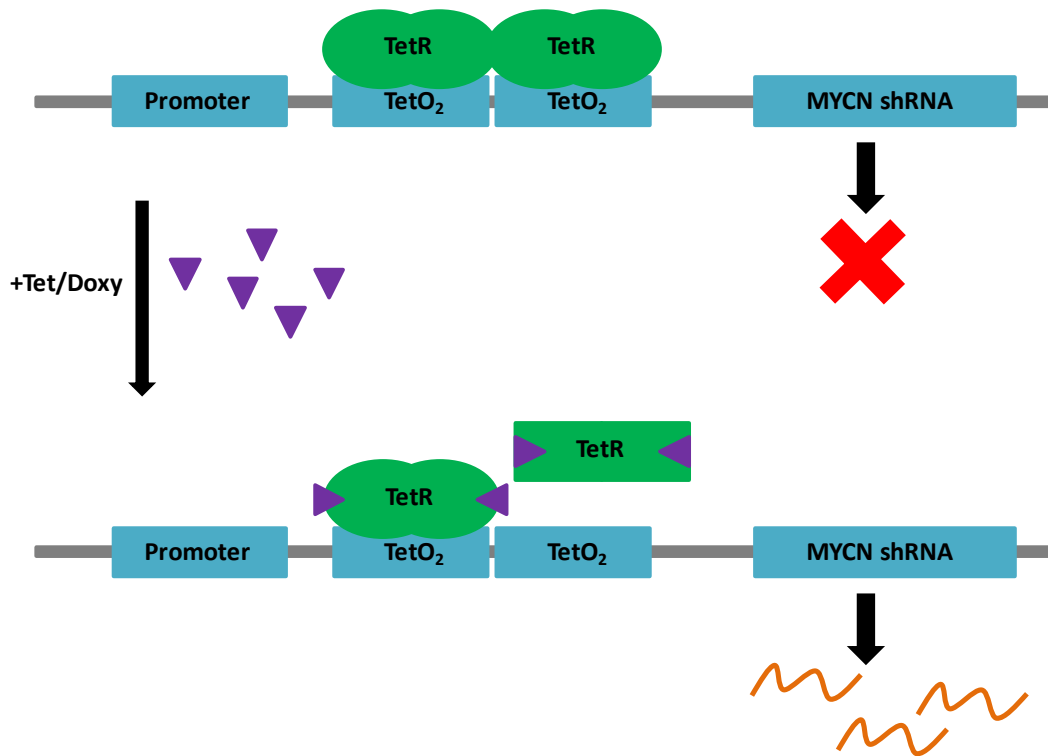 TetR TetR
Promoter TetO₂ TetO₂ MYCN shRNA
+Tet/Doxy
TetR
TetR
Promoter TetO₂ TetO₂ MYCN shRNA